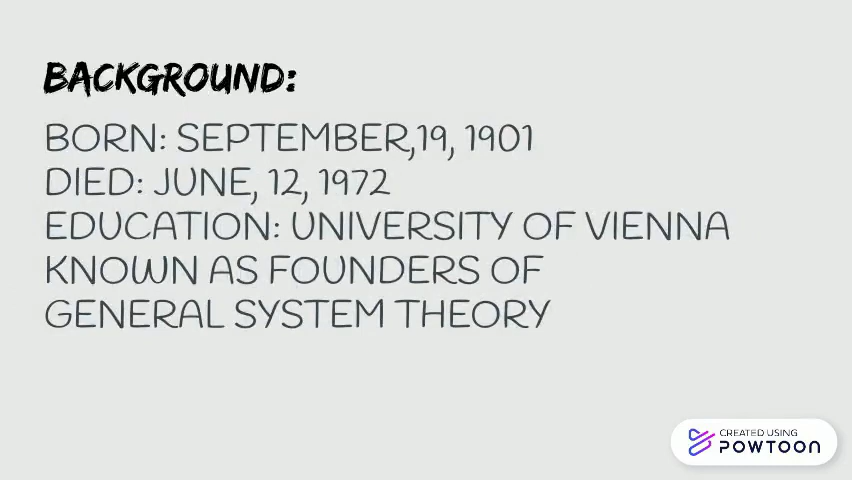 BACKGROUND:
BORN: SEPTEMBER,19, 1901
DIED: JUNE, 12, 1972
EDUCATION: UNIVERSITY OF VIENNA
KNOWN AS FOUNDERS OF
GENERAL SYSTEM THEORY
CREATED USING
POWTOON